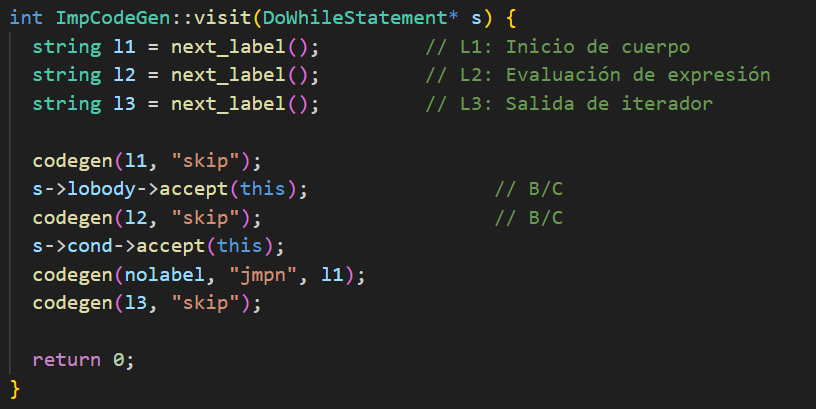 int ImpCodeGen::visit(DoWhileStatement* s) {
  string l1 = next_label();         // L1: Inicio de cuerpo
  string l2 = next_label();         // L2: Evaluación de expresión
  string l3 = next_label();         // L3: Salida de iterador

  codegen(l1, "skip");
  s->lobody->accept(this);                // B/C
  codegen(l2, "skip");                    // B/C
  s->cond->accept(this);
  codegen(nolabel, "jmpn", l1);
  codegen(l3, "skip");

  return 0;
}